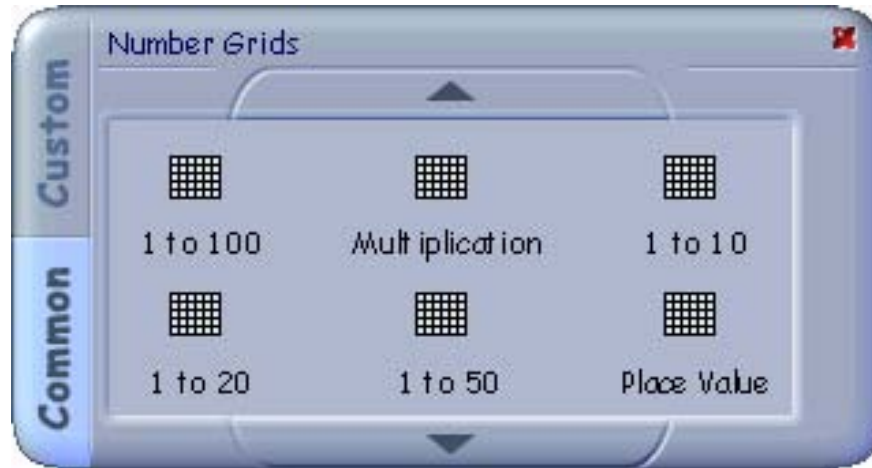 Number Grids
Custom
Common
1 to 100
Multiplication
1 to 10
1 to 20
1 to 50
Place Value